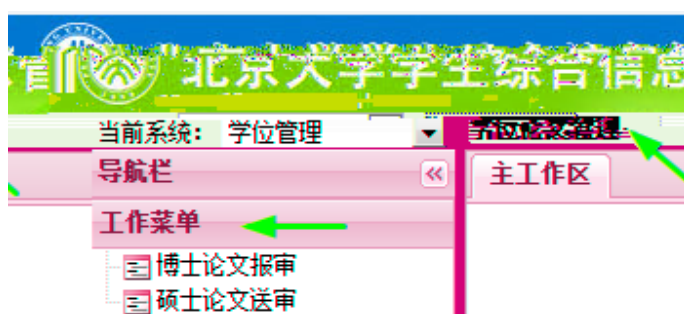 北京大学学生综合信息
当前系统: 学位管理
导航栏
主工作区
工作菜单
博士论文报审
硕士论文送审